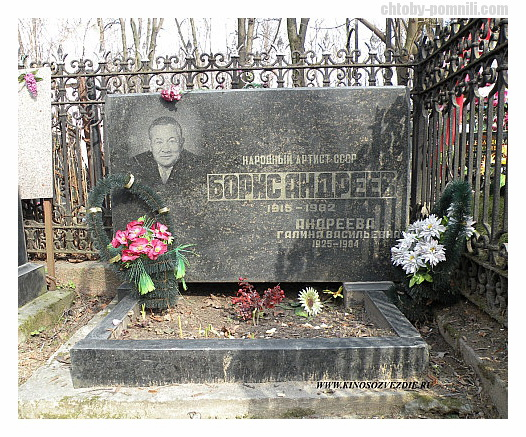 chtoby-pomnili.com
НАРОДНЫЙ АРТИСТ СССР
БОРИС АНДРЕЕВ
1915-1982
АНДРЕЕВА
ГАЛИНА ВАСИЛЬЕВНА
1925-1984
WWW.KINOSOZVEZDIE.RU